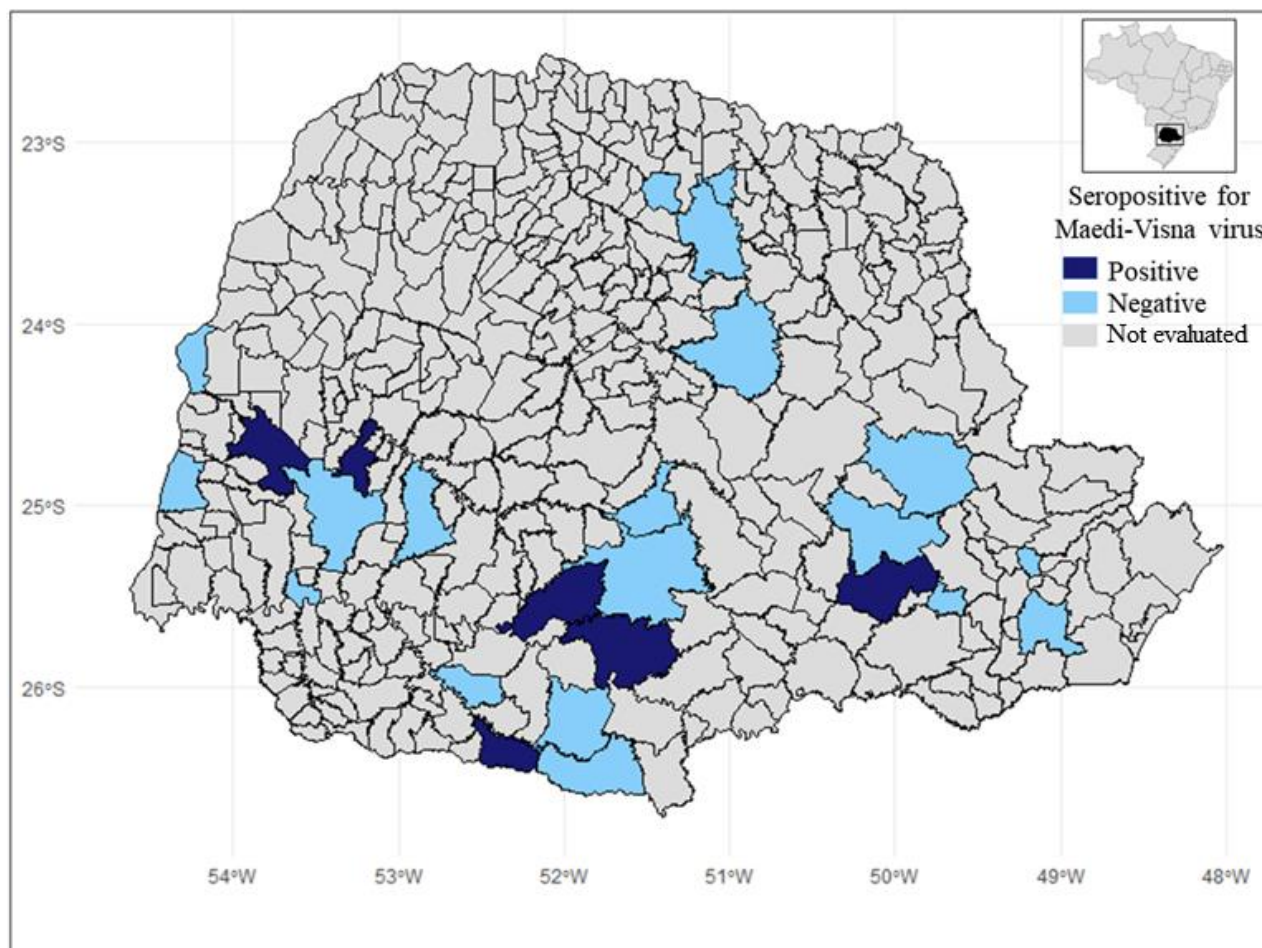 Seropositive for
Maedi-Visna virus
Positive
Negative
Not evaluated
23°S
24°S
25°S
26°S
54°W 53°W 52°W 51°W 50°W 49°W 48°W